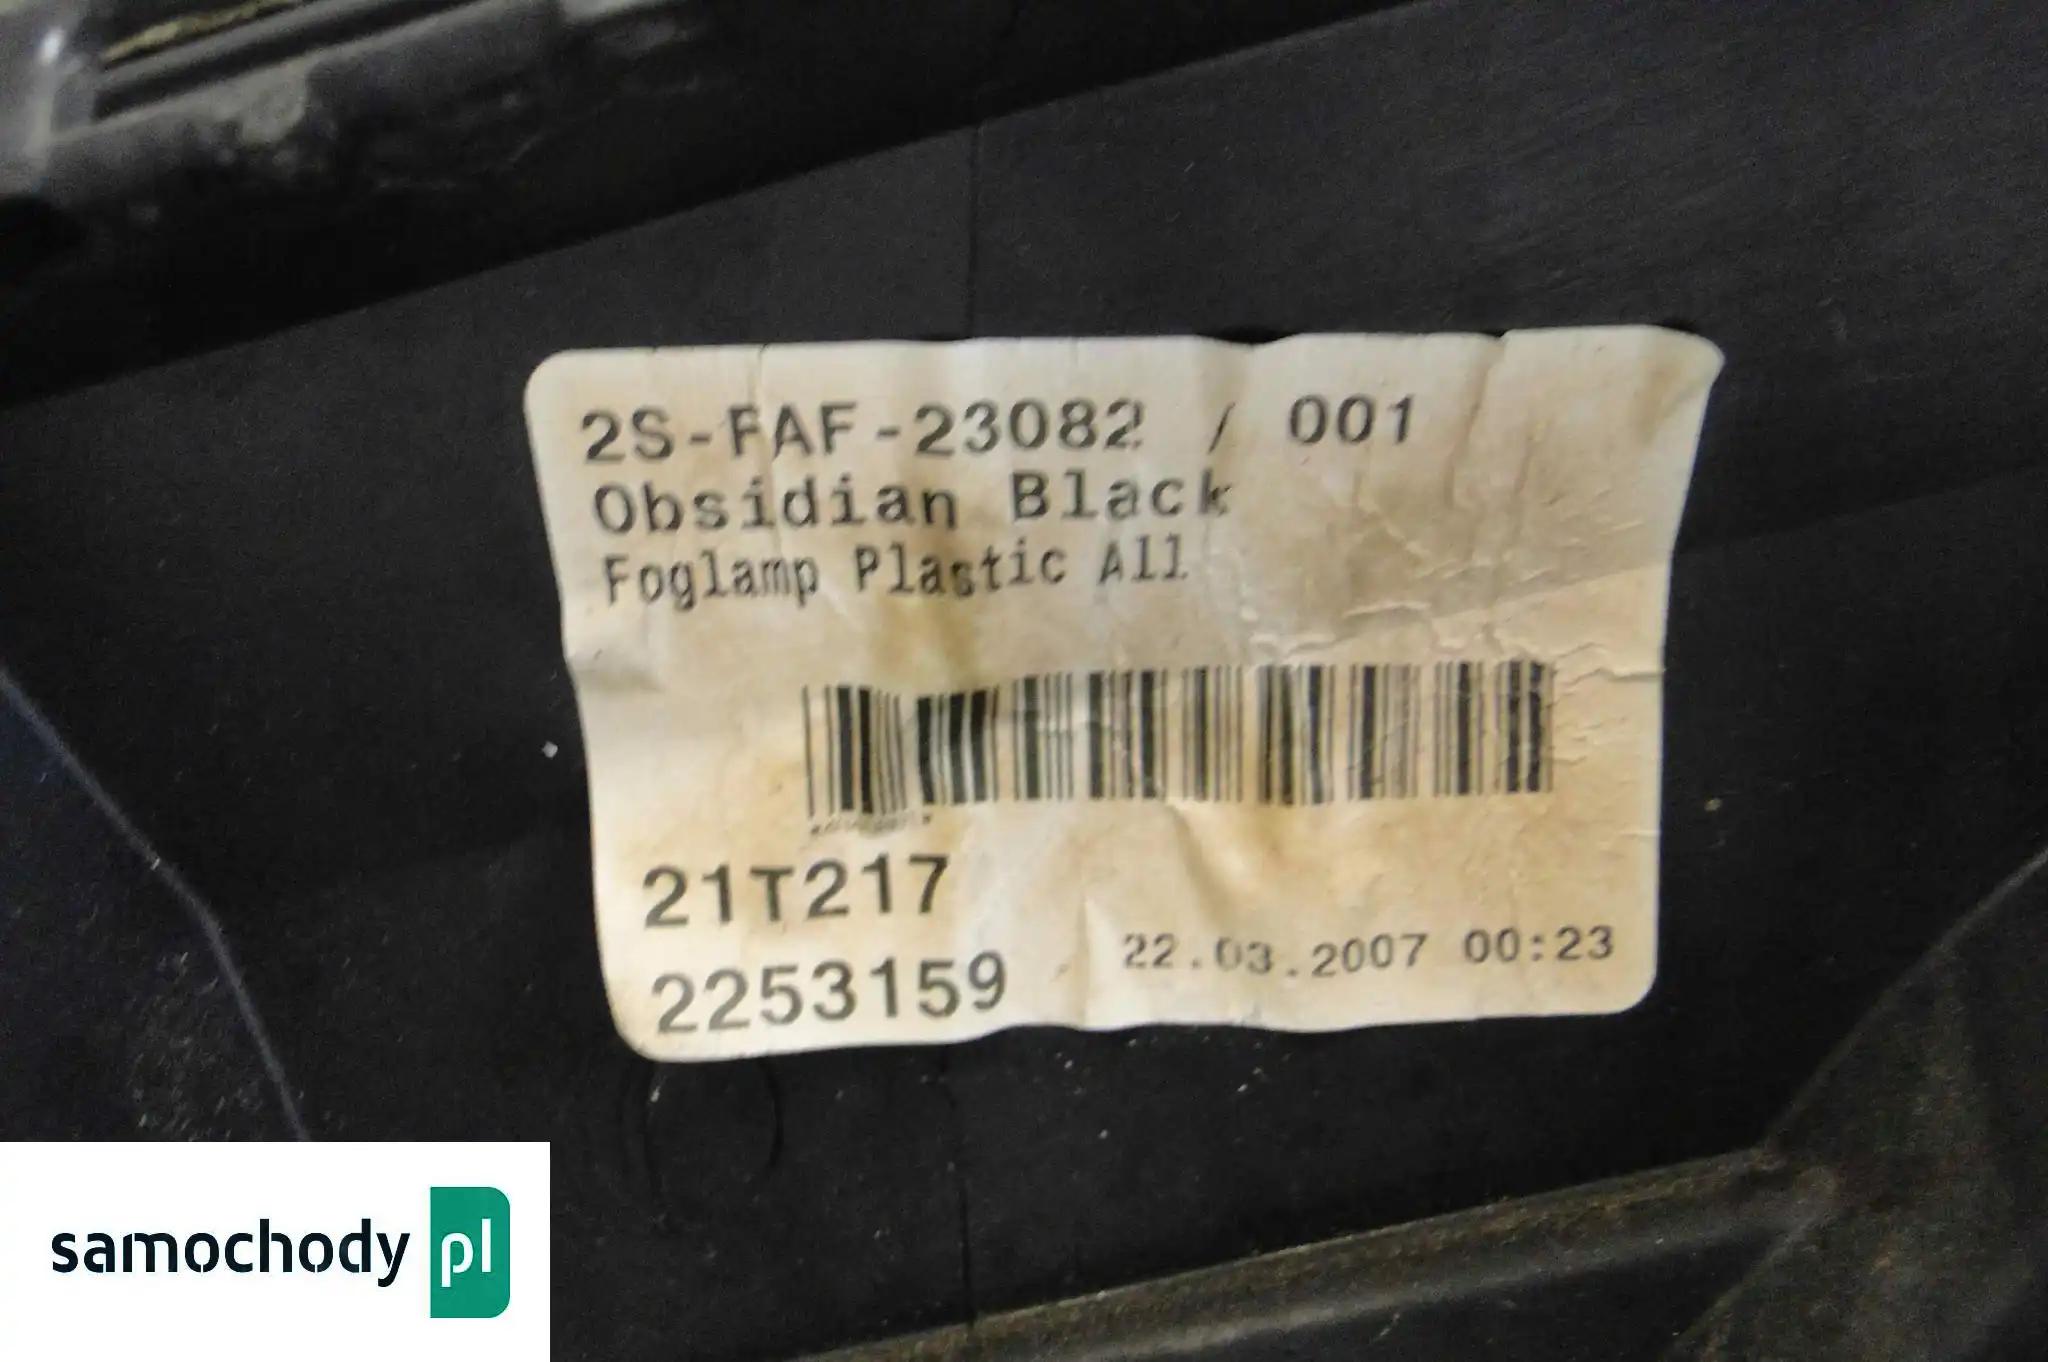 2S-FAF-23082 / 001
Obsidian Black
Foglamp Plastic All
21T217
2253159
22.03.2007 00:23
samochody pl